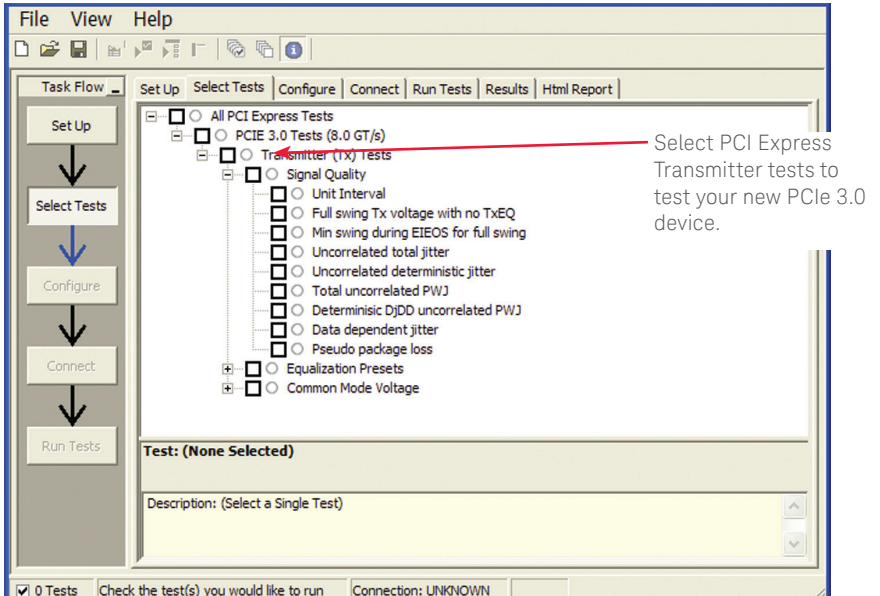 File View Help
Task Flow
Set Up Select Tests Configure Connect Run Tests Results Html Report
Set Up
Select Tests
Configure
Connect
Run Tests
All PCI Express Tests
PCIE 3.0 Tests (8.0 GT/s)
Transmitter (Tx) Tests
Signal Quality
Unit Interval
Full swing Tx voltage with no TxEQ
Min swing during EIEOS for full swing
Uncorrelated total jitter
Uncorrelated deterministic jitter
Total uncorrelated PWJ
Determinisic DjDD uncorrelated PWJ
Data dependent jitter
Pseudo package loss
Equalization Presets
Common Mode Voltage
Select PCI Express
Transmitter tests to
test your new PCIe 3.0
device.
Test: (None Selected)
Description: (Select a Single Test)
0 Tests Check the test(s) you would like to run Connection: UNKNOWN